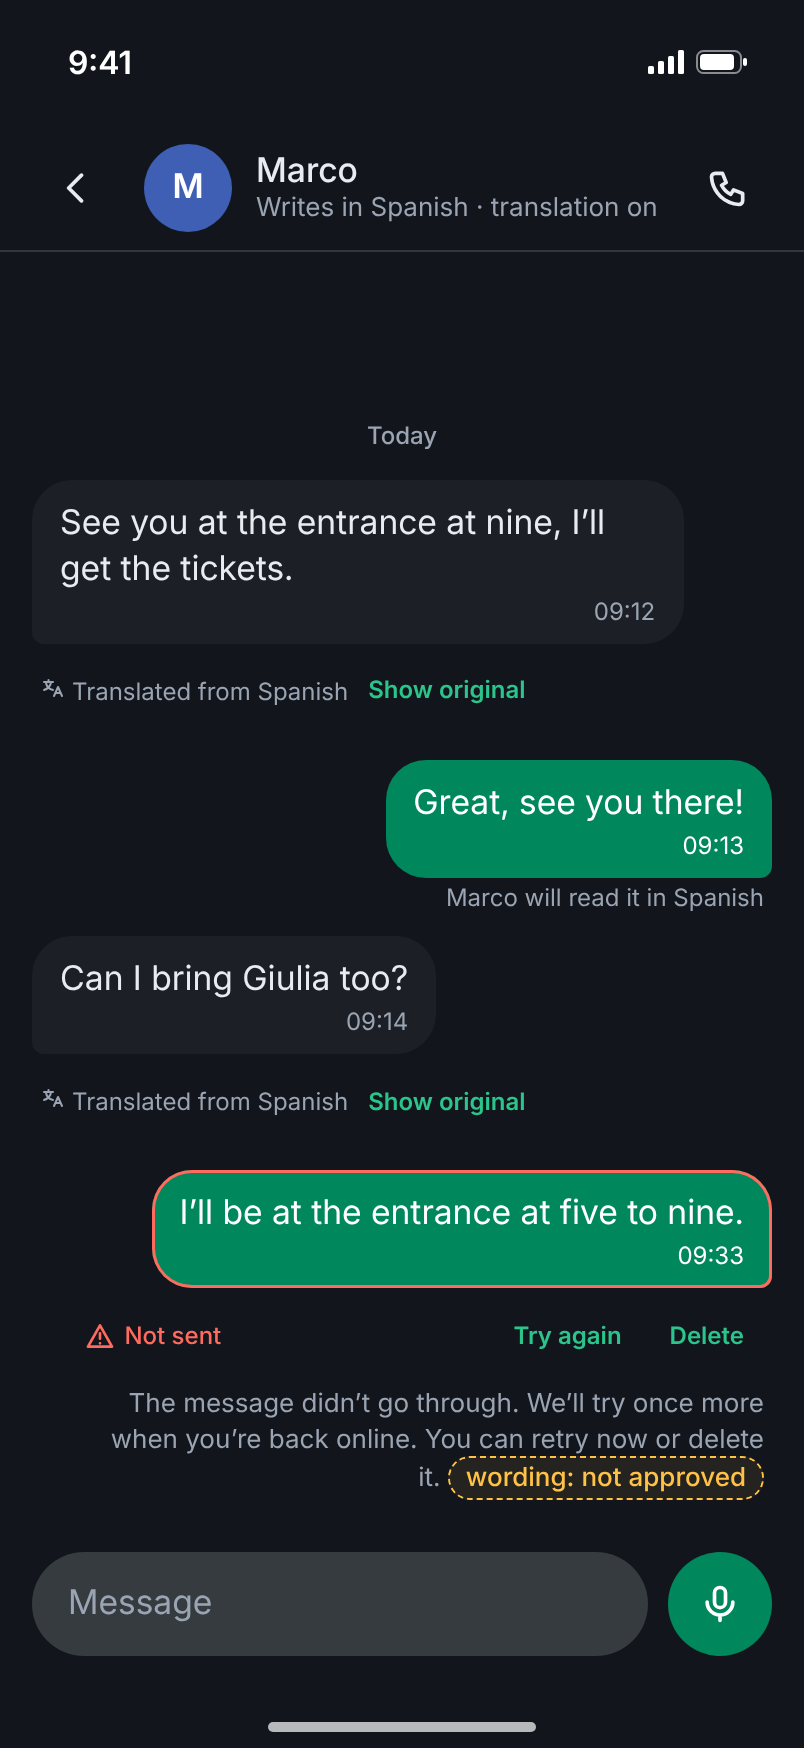 9:41
M
Marco
Writes in Spanish · translation on
Today
See you at the entrance at nine, I’ll
get the tickets.
09:12
Translated from Spanish Show original
Great, see you there!
09:13
Marco will read it in Spanish
Can I bring Giulia too?
09:14
Translated from Spanish Show original
I’ll be at the entrance at five to nine.
09:33
Not sent Try again Delete
The message didn’t go through. We’ll try once more
when you’re back online. You can retry now or delete
it. wording: not approved
Message